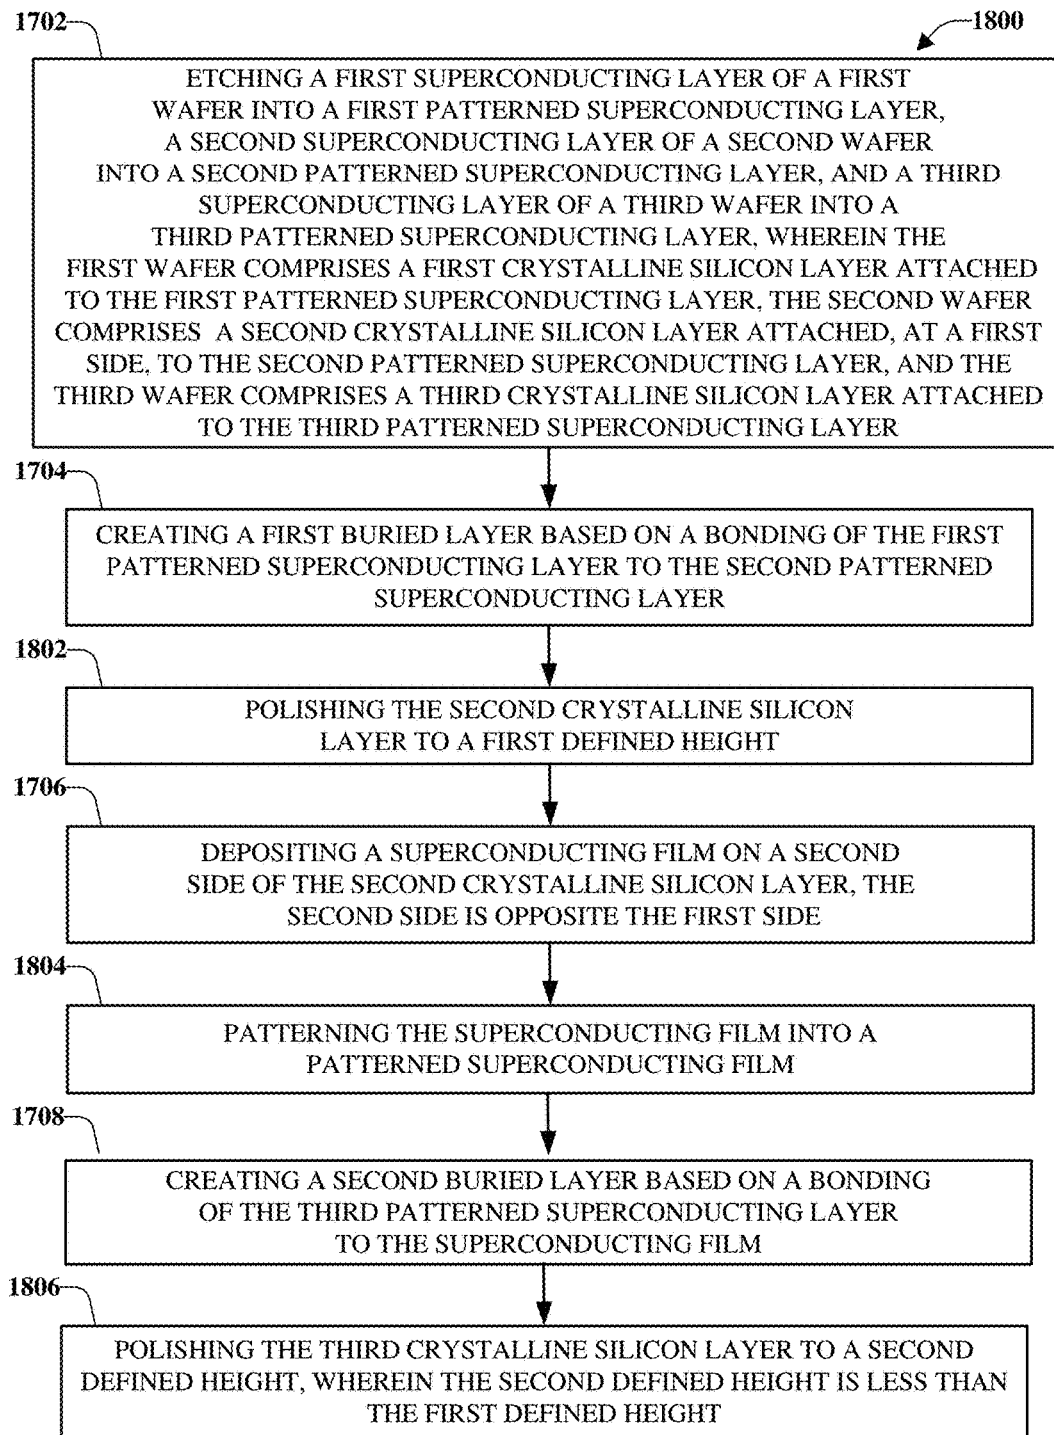 1702
1800
ETCHING A FIRST SUPERCONDUCTING LAYER OF A FIRST
WAFER INTO A FIRST PATTERNED SUPERCONDUCTING LAYER,
A SECOND SUPERCONDUCTING LAYER OF A SECOND WAFER
INTO A SECOND PATTERNED SUPERCONDUCTING LAYER, AND A THIRD
SUPERCONDUCTING LAYER OF A THIRD WAFER INTO A
THIRD PATTERNED SUPERCONDUCTING LAYER, WHEREIN THE
FIRST WAFER COMPRISES A FIRST CRYSTALLINE SILICON LAYER ATTACHED
TO THE FIRST PATTERNED SUPERCONDUCTING LAYER, THE SECOND WAFER
COMPRISES A SECOND CRYSTALLINE SILICON LAYER ATTACHED, AT A FIRST
SIDE, TO THE SECOND PATTERNED SUPERCONDUCTING LAYER, AND THE
THIRD WAFER COMPRISES A THIRD CRYSTALLINE SILICON LAYER ATTACHED
TO THE THIRD PATTERNED SUPERCONDUCTING LAYER
1704
CREATING A FIRST BURIED LAYER BASED ON A BONDING OF THE FIRST
PATTERNED SUPERCONDUCTING LAYER TO THE SECOND PATTERNED
SUPERCONDUCTING LAYER
1802
POLISHING THE SECOND CRYSTALLINE SILICON
LAYER TO A FIRST DEFINED HEIGHT
1706
DEPOSITING A SUPERCONDUCTING FILM ON A SECOND
SIDE OF THE SECOND CRYSTALLINE SILICON LAYER, THE
SECOND SIDE IS OPPOSITE THE FIRST SIDE
1804
PATTERNING THE SUPERCONDUCTING FILM INTO A
PATTERNED SUPERCONDUCTING FILM
1708
CREATING A SECOND BURIED LAYER BASED ON A BONDING
OF THE THIRD PATTERNED SUPERCONDUCTING LAYER
TO THE SUPERCONDUCTING FILM
1806
POLISHING THE THIRD CRYSTALLINE SILICON LAYER TO A SECOND
DEFINED HEIGHT, WHEREIN THE SECOND DEFINED HEIGHT IS LESS THAN
THE FIRST DEFINED HEIGHT